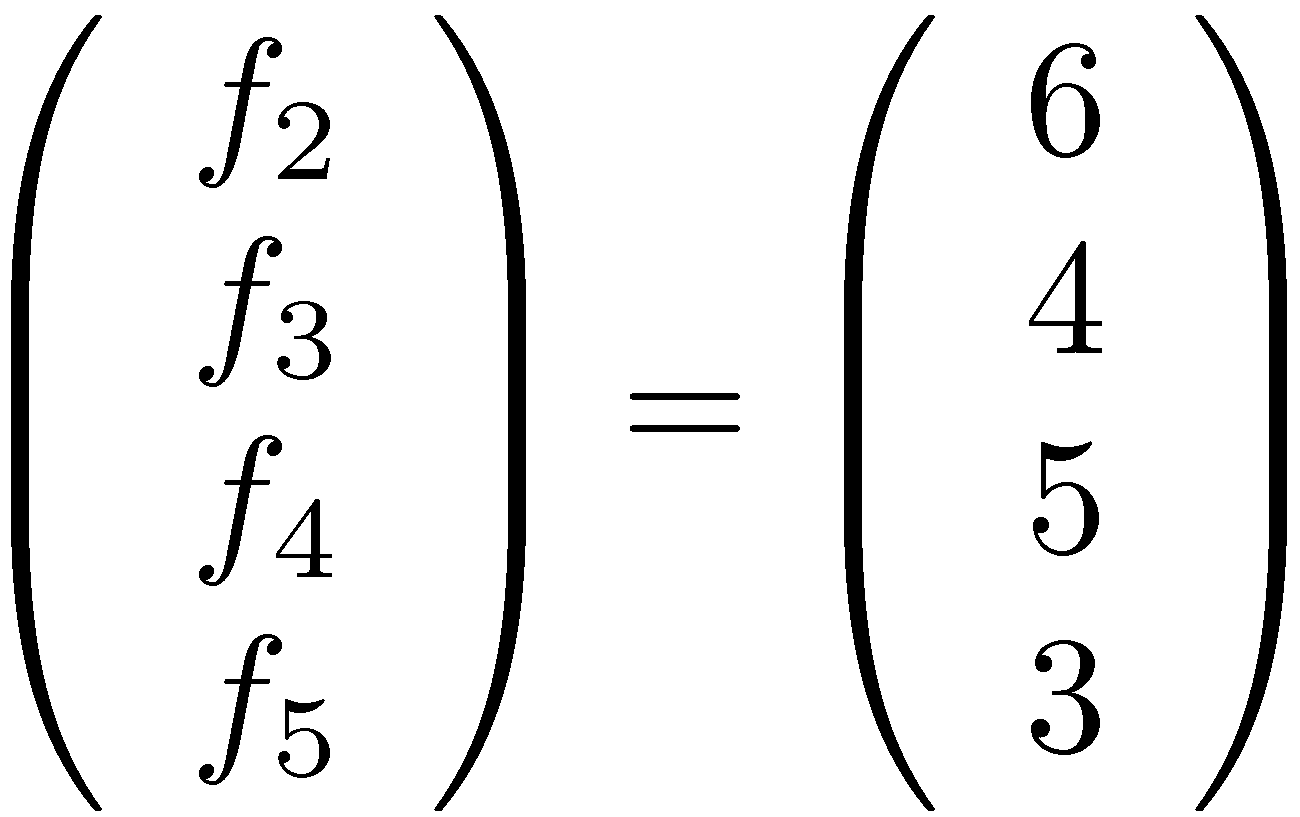 f₂ 6
f₃ 4
f₄ = 5
f₅ 3